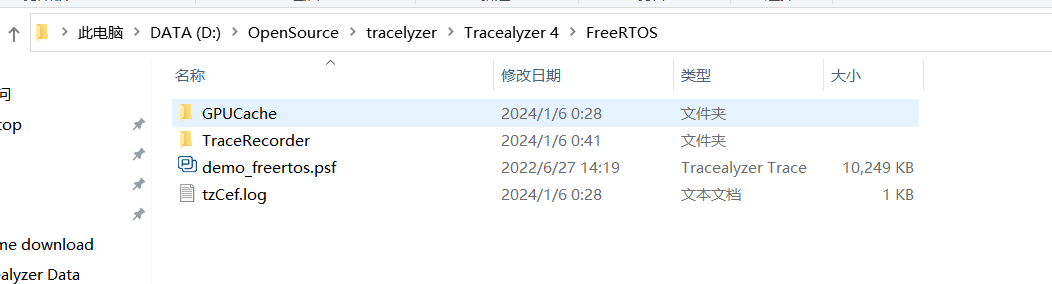 此电脑 > DATA (D:) > OpenSource > tracelyzer > Tracealyzer 4 > FreeRTOS
名称 修改日期 类型 大小
问
top
GPUCache 2024/1/6 0:28 文件夹
TraceRecorder 2024/1/6 0:41 文件夹
demo_freertos.psf 2022/6/27 14:19 Tracealyzer Trace 10,249 KB
tzCef.log 2024/1/6 0:28 文本文档 1 KB
me download
ealyzer Data